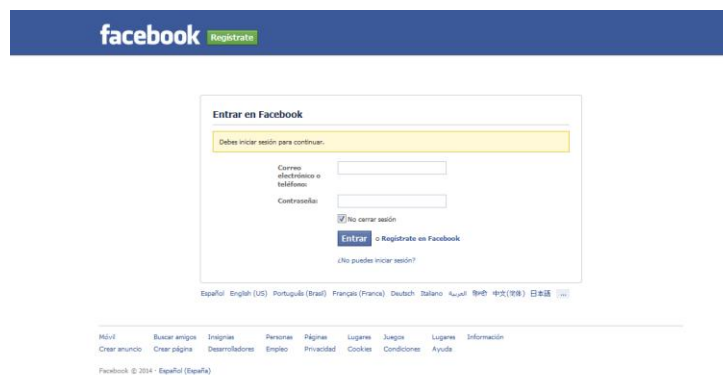 facebook Regístrate
Entrar en Facebook
Debes iniciar sesión para continuar.
Correo
electrónico o
teléfono:
Contraseña:
No cerrar sesión
Entrar o Regístrate en Facebook
¿No puedes iniciar sesión?
Español English (US) Português (Brasil) Français (France) Deutsch Italiano العربية हिन्दी 中文(简体) 日本語 ...
Móvil Buscar amigos Insignias Personas Páginas Lugares Juegos Lugares Información
Crear anuncio Crear página Desarrolladores Empleo Privacidad Cookies Condiciones Ayuda
Facebook © 2014 · Español (España)